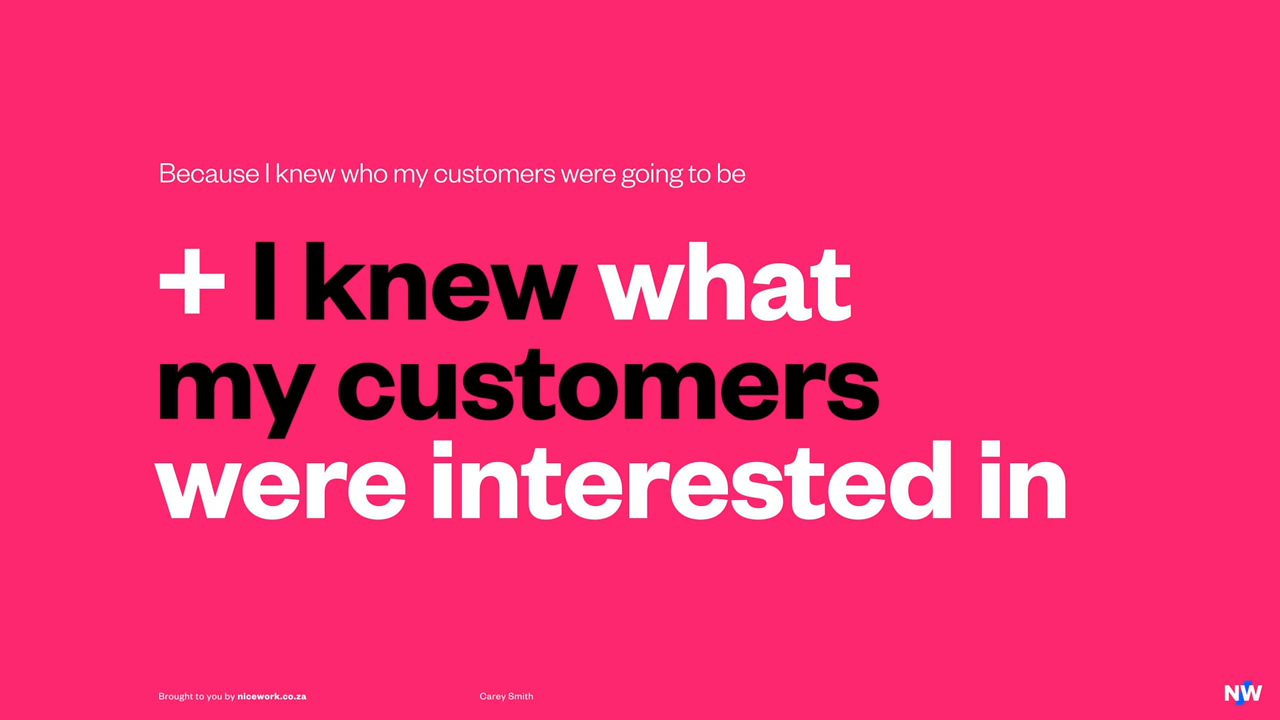 Because I knew who my customers were going to be
+ I knew what
my customers
were interested in
Brought to you by nicework.co.za
Carey Smith
NW